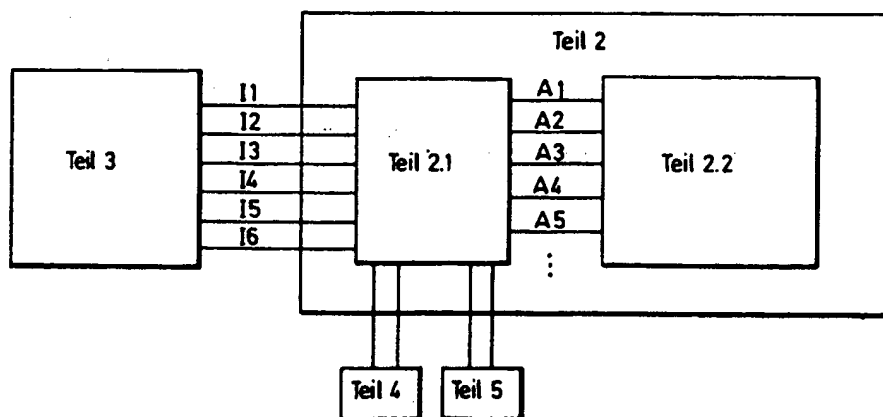 Teil 2
Teil 3
I1
I2
I3
I4
I5
I6
Teil 2.1
A1
A2
A3
A4
A5
⋮
Teil 2.2
Teil 4
Teil 5